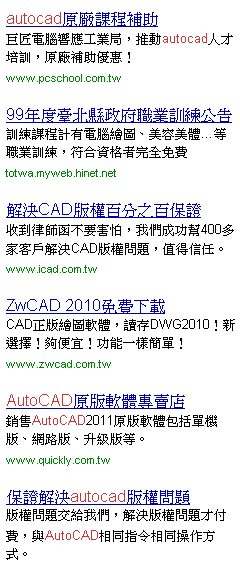 autocad原廠課程補助
巨匠電腦響應工業局，推動autocad人才
培訓，原廠補助優惠！
www.pcschool.com.tw
99年度臺北縣政府職業訓練公告
訓練課程計有電腦繪圖、美容美體...等
職業訓練，符合資格者完全免費
totwa.myweb.hinet.net
解決CAD版權百分之百保證
收到律師函不要害怕，我們成功幫400多
家客戶解決CAD版權問題，值得信任。
www.icad.com.tw
ZwCAD 2010免費下載
CAD正版繪圖軟體，讀存DWG2010！新
選擇！夠便宜！功能一樣簡單！
www.zwcad.com.tw
AutoCAD原版軟體專賣店
銷售AutoCAD2011原版軟體包括單機
版、網路版、升級版等。
www.quickly.com.tw
保證解決autocad版權問題
版權問題交給我們，解決版權問題才付
費，與AutoCAD相同指令相同操作方
式。